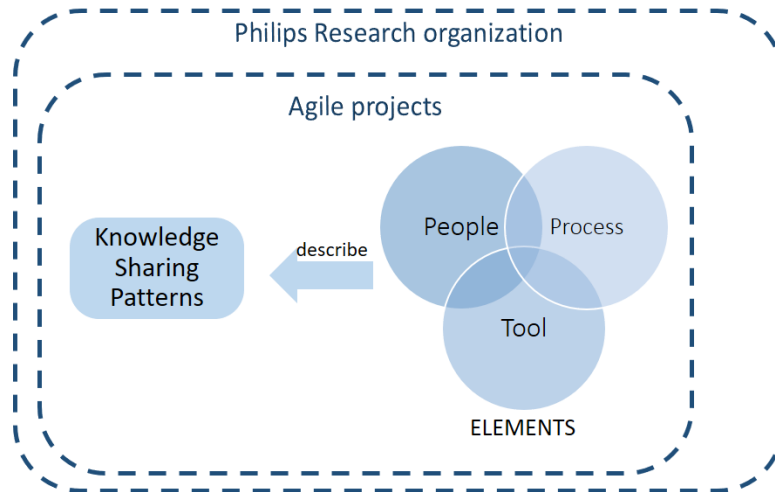 Philips Research organization
Agile projects
Knowledge
Sharing
Patterns
describe
People
Process
Tool
ELEMENTS